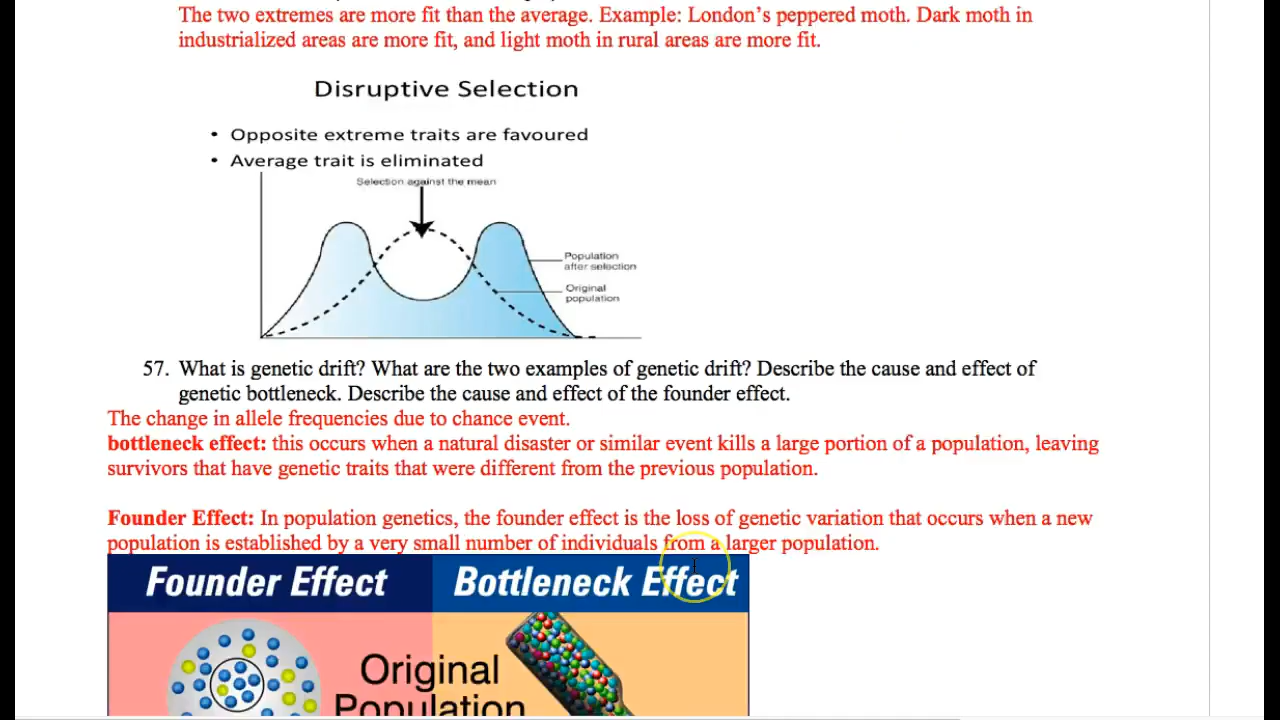 The two extremes are more fit than the average. Example: London’s peppered moth. Dark moth in
industrialized areas are more fit, and light moth in rural areas are more fit.
Disruptive Selection
• Opposite extreme traits are favoured
• Average trait is eliminated
Selection against the mean
Population
after selection
Original
population
57. What is genetic drift? What are the two examples of genetic drift? Describe the cause and effect of
genetic bottleneck. Describe the cause and effect of the founder effect.
The change in allele frequencies due to chance event.
bottleneck effect: this occurs when a natural disaster or similar event kills a large portion of a population, leaving
survivors that have genetic traits that were different from the previous population.
Founder Effect: In population genetics, the founder effect is the loss of genetic variation that occurs when a new
population is established by a very small number of individuals from a larger population.
Founder Effect
Bottleneck Effect
Original
Population